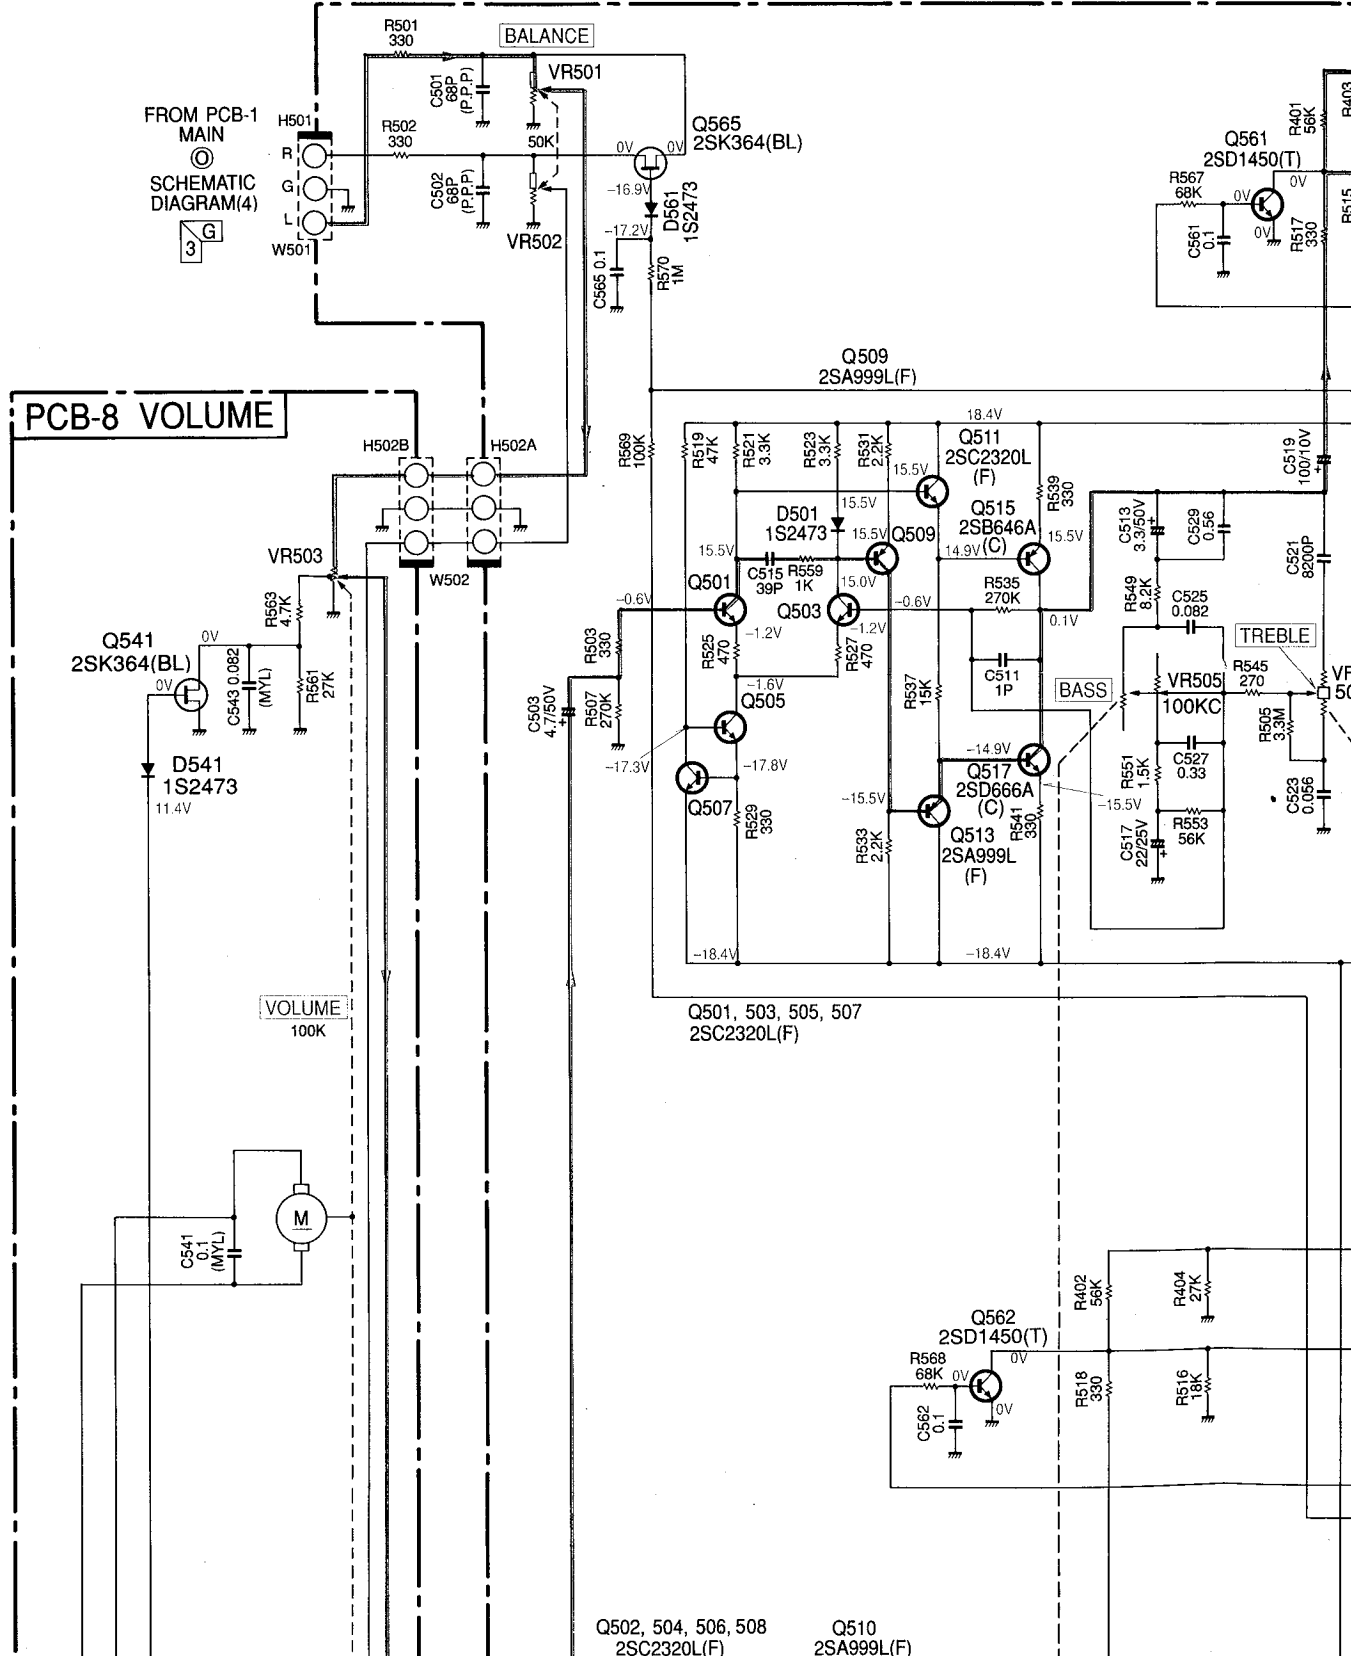 R501
330
BALANCE
VR501
C501
68P
(P.P.P)
FROM PCB-1
MAIN
O
SCHEMATIC
DIAGRAM(4)
G
3
H501
R
G
L
W501
R502
330
C502
68P
(P.P.P)
50K
VR502
Q565
2SK364(BL)
0V
0V
-16.9V
D561
1S2473
-17.2V
C565 0.1
R570
1M
Q561
2SD1450(T)
R567
68K
0V
0V
0V
C561
0.1
R401
56K
R403
R517
330
R515
PCB-8 VOLUME
H502B
H502A
W502
VR503
R563
4.7K
Q541
2SK364(BL)
0V
0V
C543 0.082
(MYL)
R561
27K
D541
1S2473
11.4V
VOLUME
100K
M
C541
0.1
(MYL)
Q509
2SA999L(F)
18.4V
R569
100K
R519
47K
R521
3.3K
R523
3.3K
R531
2.2K
15.5V
Q511
2SC2320L
(F)
R539
330
15.5V
D501
1S2473
15.5V
Q509
Q515
2SB646A
(C)
15.5V
14.9V
15.5V
C515
39P
R559
1K
15.0V
Q501
Q503
-0.6V
-0.6V
R535
270K
0.1V
-1.2V
-1.2V
R503
330
R525
470
R527
470
C511
1P
C503
4.7/50V
R507
270K
-1.6V
Q505
R537
15K
-17.3V
-17.8V
Q507
R529
330
-14.9V
Q517
2SD666A
(C)
-15.5V
-15.5V
R533
2.2K
Q513
2SA999L
(F)
R541
330
-18.4V
-18.4V
Q501, 503, 505, 507
2SC2320L(F)
C513
3.3/50V
C529
0.56
C519
100/10V
C521
8200P
R549
8.2K
C525
0.082
TREBLE
BASS
VR505
100KC
R545
270
VR
50
R505
3.3M
R551
1.5K
C527
0.33
C523
0.056
C517
22/25V
R553
56K
R402
56K
R404
27K
Q562
2SD1450(T)
0V
R568
68K
0V
0V
C562
0.1
R518
330
R516
18K
Q502, 504, 506, 508
2SC2320L(F)
Q510
2SA999L(F)